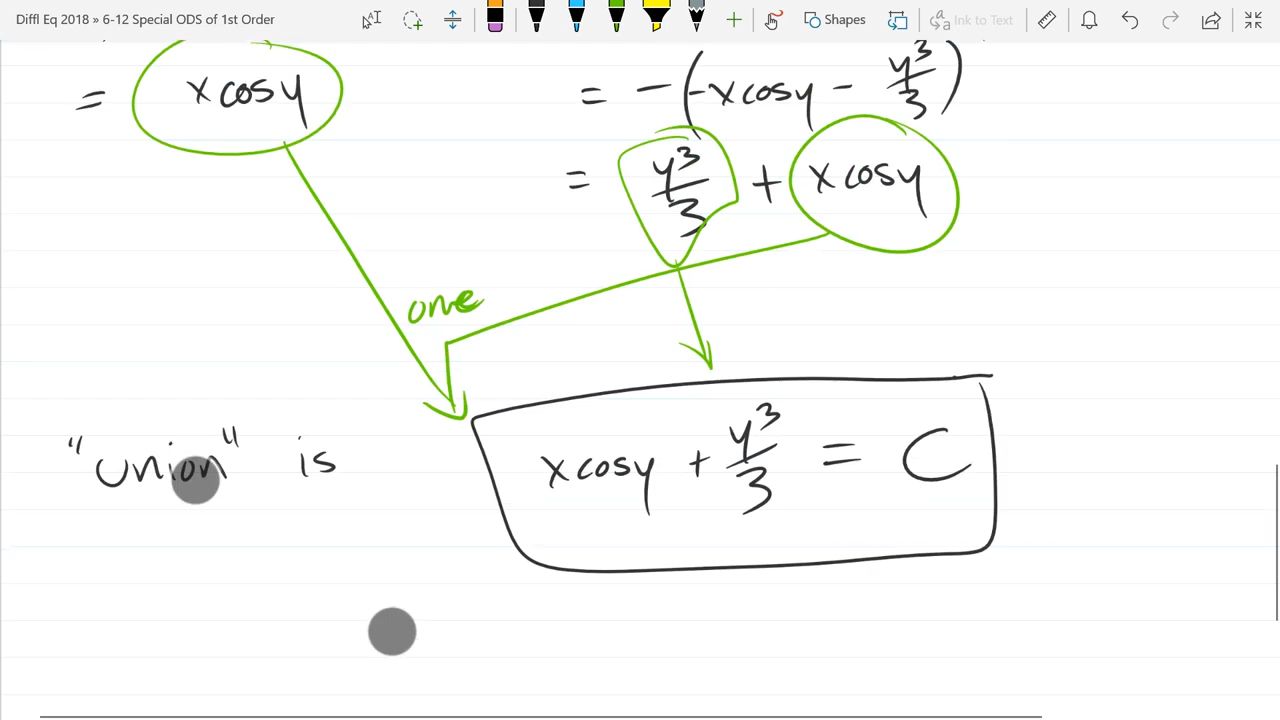 Diffl Eq 2018 » 6-12 Special ODS of 1st Order
Shapes
Ink to Text
= x cos y
= -(-x cos y - y³/3)
= y³/3 + x cos y
one
"union" is
x cos y + y³/3 = C